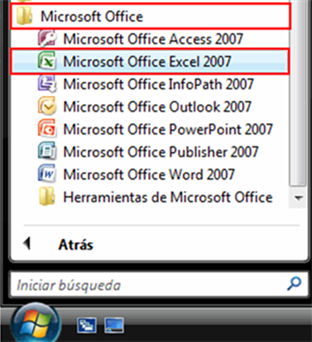 Microsoft Office
Microsoft Office Access 2007
Microsoft Office Excel 2007
Microsoft Office InfoPath 2007
Microsoft Office Outlook 2007
Microsoft Office PowerPoint 2007
Microsoft Office Publisher 2007
Microsoft Office Word 2007
Herramientas de Microsoft Office
Atrás
Iniciar búsqueda